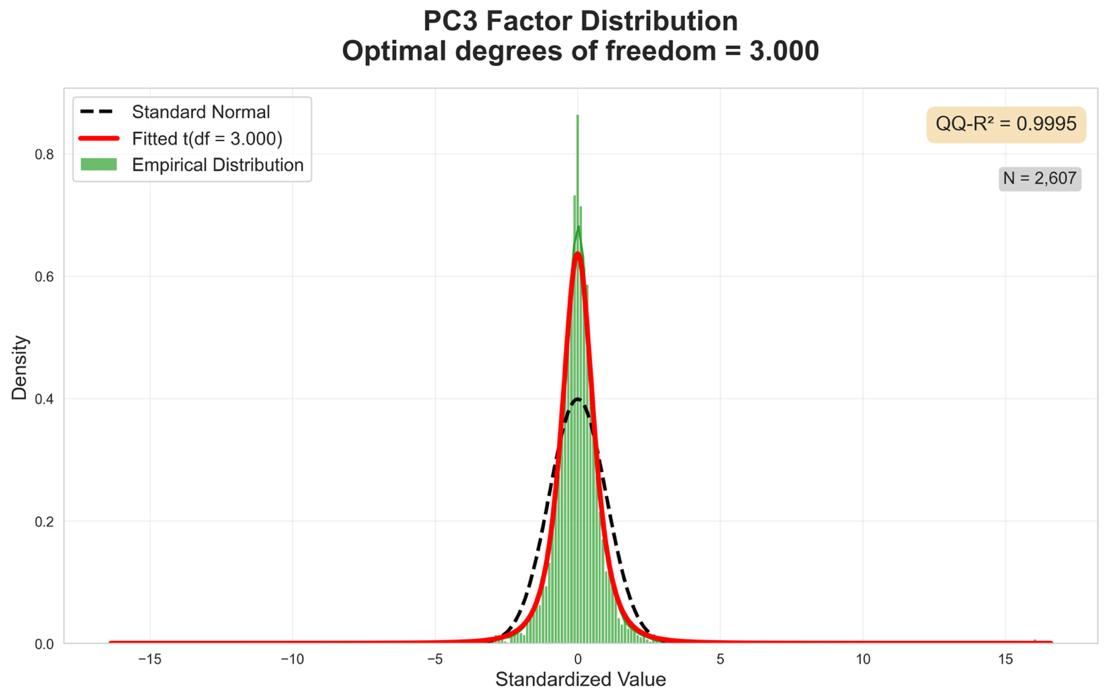 PC3 Factor Distribution
Optimal degrees of freedom = 3.000
Standard Normal
Fitted t(df = 3.000)
Empirical Distribution
QQ-R² = 0.9995
N = 2,607
Density
0.8
0.6
0.4
0.2
0.0
−15
−10
−5
0
5
10
15
Standardized Value